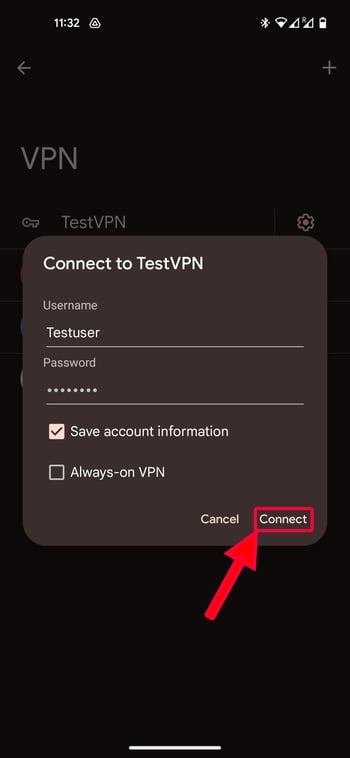 11:32
VPN
TestVPN
Connect to TestVPN
Username
Testuser
Password
••••••••
Save account information
Always-on VPN
Cancel Connect